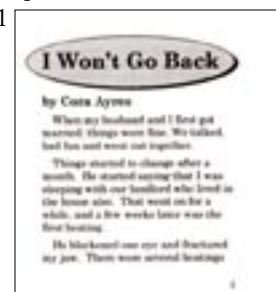 1
I Won't Go Back
by Cora Ayres
When my husband and I first got
married, things were fine. We talked,
had fun and went out together.
Things started to change after a
month. He started saying that I was
sleeping with our landlord who lived in
the house also. That went on for a
while, and a few weeks later was the
first beating.
He blackened one eye and fractured
my jaw. There were several beatings